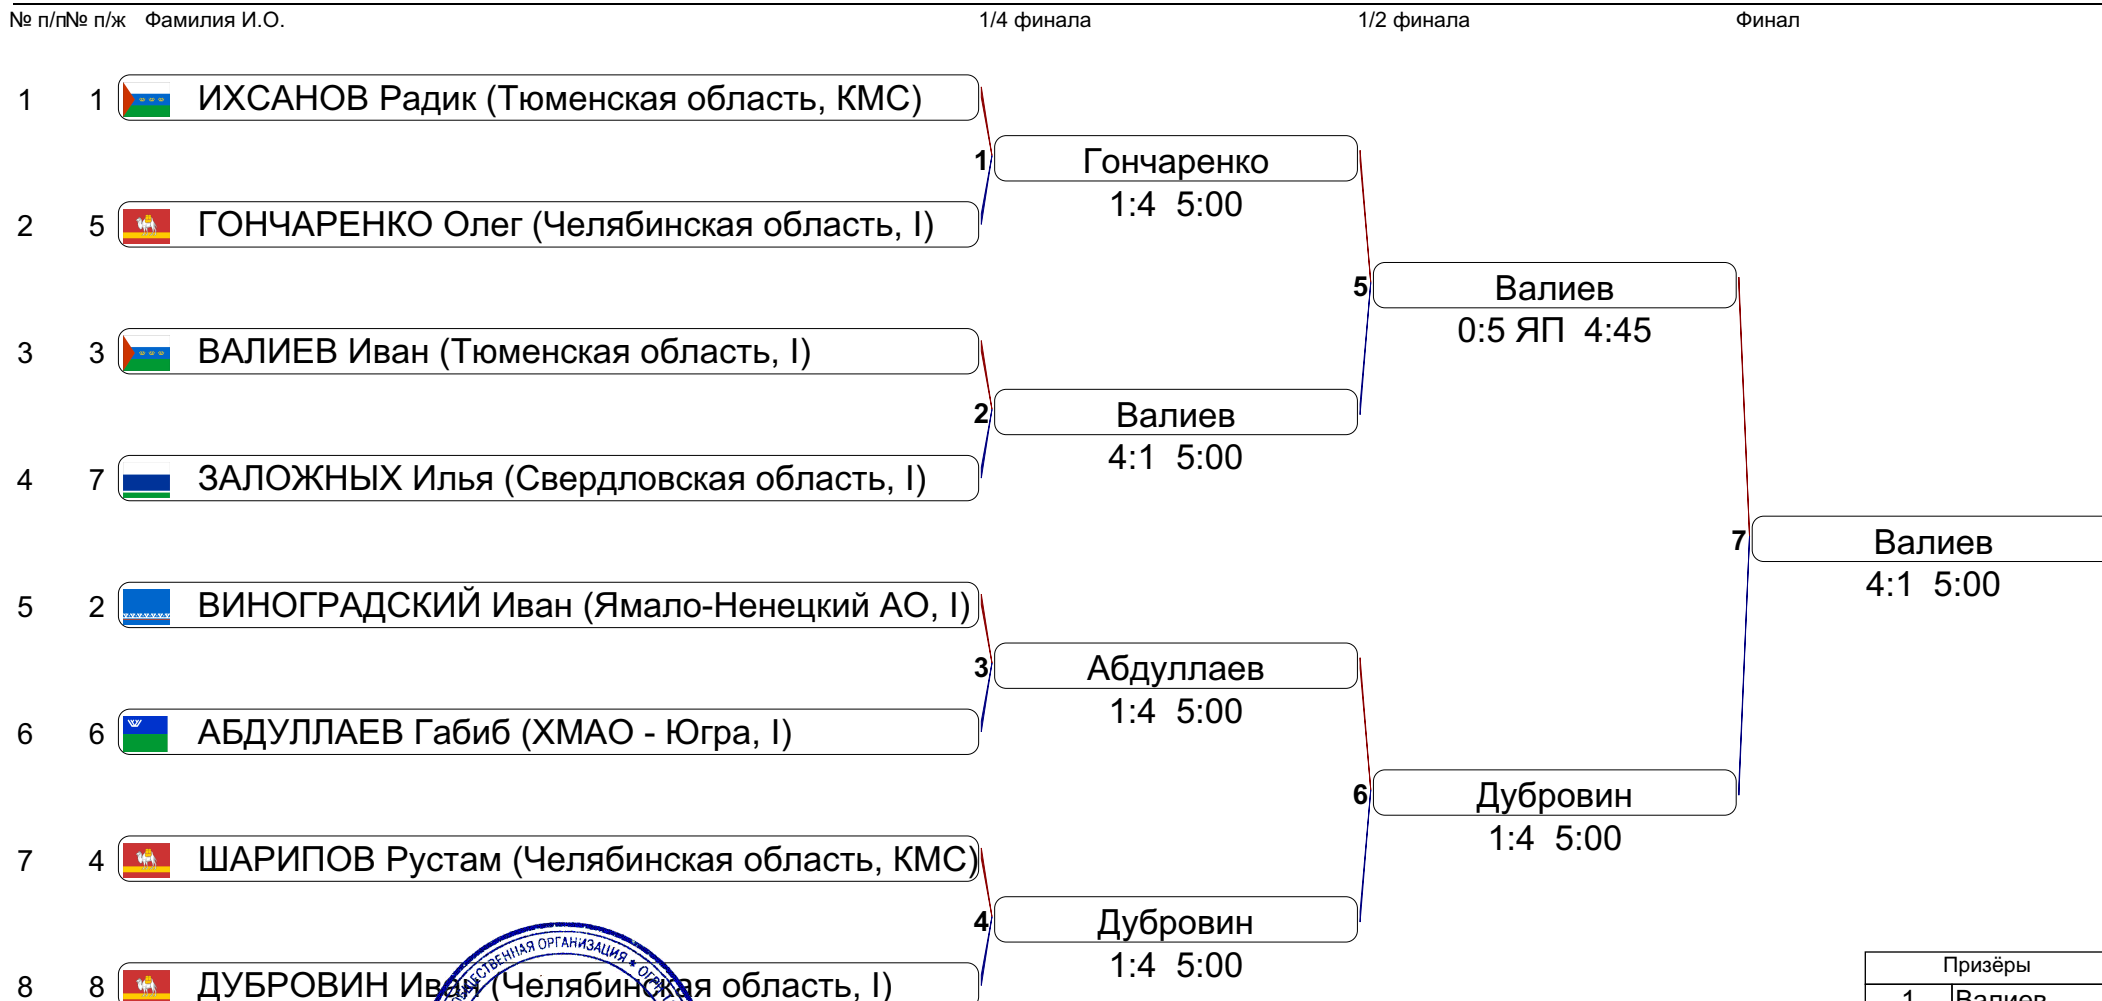 № п/п№ п/ж Фамилия И.О. 1/4 финала 1/2 финала Финал
1 1 ИХСАНОВ Радик (Тюменская область, КМС)
1 Гончаренко
1:4 5:00
2 5 ГОНЧАРЕНКО Олег (Челябинская область, I)
5 Валиев
0:5 ЯП 4:45
3 3 ВАЛИЕВ Иван (Тюменская область, I)
2 Валиев
4:1 5:00
4 7 ЗАЛОЖНЫХ Илья (Свердловская область, I)
7 Валиев
4:1 5:00
5 2 ВИНОГРАДСКИЙ Иван (Ямало-Ненецкий АО, I)
3 Абдуллаев
1:4 5:00
6 6 АБДУЛЛАЕВ Габиб (ХМАО - Югра, I)
6 Дубровин
1:4 5:00
7 4 ШАРИПОВ Рустам (Челябинская область, КМС)
4 Дубровин
1:4 5:00
8 8 ДУБРОВИН Иван (Челябинская область, I)
Призёры
1 Валиев
ОБЩЕСТВЕННАЯ ОРГАНИЗАЦИЯ * ОГРН